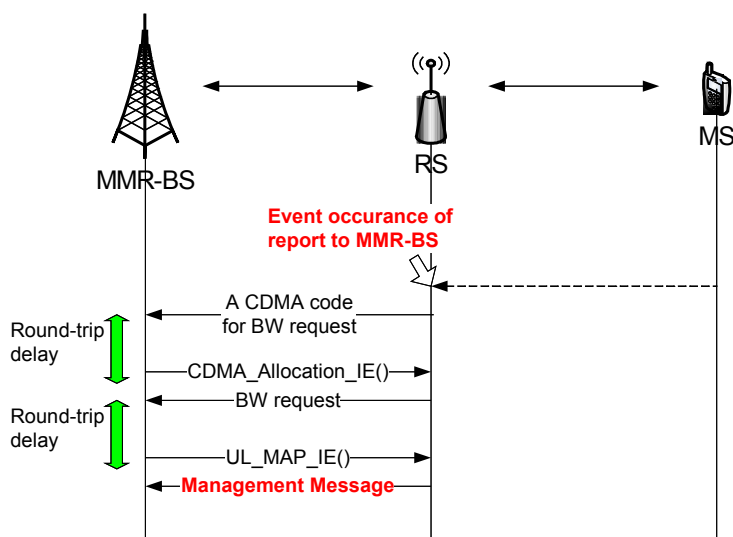 MMR-BS
RS
MS
Event occurance of
report to MMR-BS
A CDMA code
for BW request
Round-trip
delay
CDMA_Allocation_IE()
BW request
Round-trip
delay
UL_MAP_IE()
Management Message